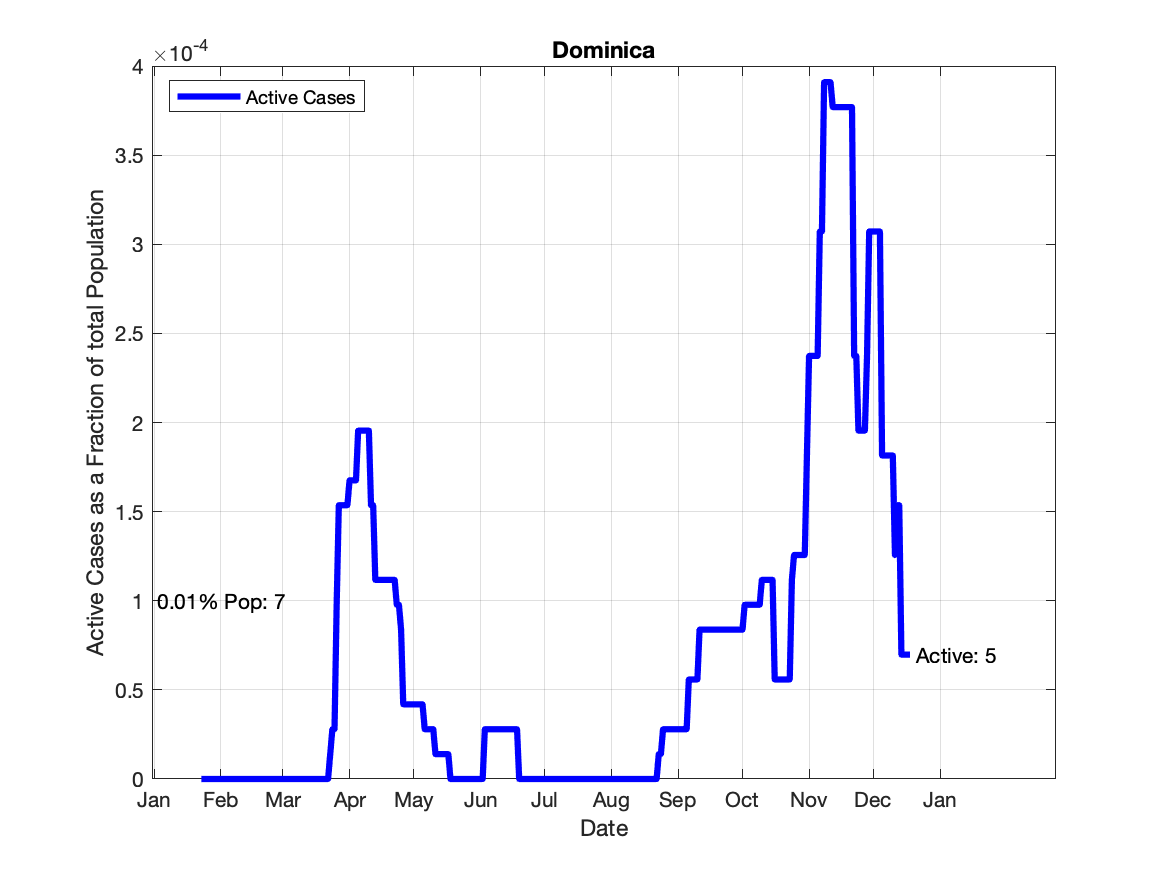 Dominica
×10-4
Active Cases
4
3.5
3
2.5
2
1.5
1
0.5
0
Active Cases as a Fraction of total Population
0.01% Pop: 7
Active: 5
Jan Feb Mar Apr May Jun Jul Aug Sep Oct Nov Dec Jan
Date